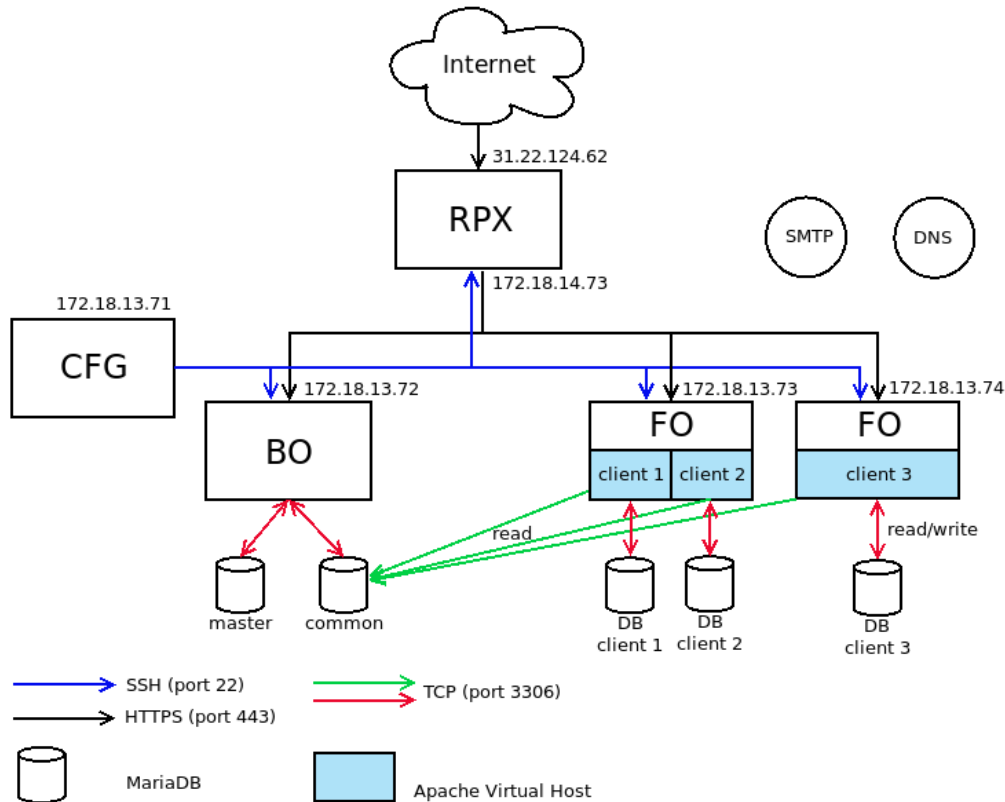 Internet
31.22.124.62
RPX
SMTP
DNS
172.18.14.73
172.18.13.71
CFG
172.18.13.72
172.18.13.73
172.18.13.74
BO
FO
FO
client 1
client 2
client 3
read
read/write
master
common
DB
client 1
DB
client 2
DB
client 3
SSH (port 22)
TCP (port 3306)
HTTPS (port 443)
MariaDB
Apache Virtual Host